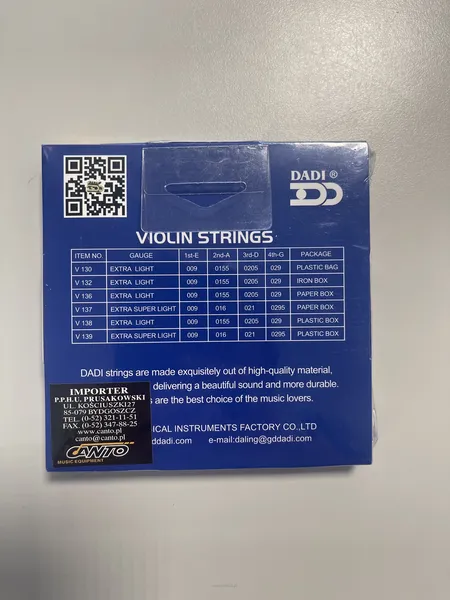 DADI ®
VIOLIN STRINGS
ITEM NO. GAUGE 1st-E 2nd-A 3rd-D 4th-G PACKAGE
V 130 EXTRA LIGHT 009 0155 0205 029 PLASTIC BAG
V 132 EXTRA LIGHT 009 0155 0205 029 IRON BOX
V 136 EXTRA LIGHT 009 0155 0205 029 PAPER BOX
V 137 EXTRA SUPER LIGHT 009 016 021 0295 PAPER BOX
V 138 EXTRA LIGHT 009 0155 0205 029 PLASTIC BOX
V 139 EXTRA SUPER LIGHT 009 016 021 0295 PLASTIC BOX
DADI strings are made exquisitely out of high-quality material,
delivering a beautiful sound and more durable.
are the best choice of the music lovers.
ICAL INSTRUMENTS FACTORY CO.,LTD
ddadi.com e-mail:daling@gddadi.com
IMPORTER
P.P.H.U. PRUSAKOWSKI
UL. KOŚCIUSZKI27
85-079 BYDGOSZCZ
TEL. (0-52) 321-11-51
FAX. (0-52) 347-88-25
www.canto.pl
canto@canto.pl
CANTO
MUSIC EQUIPMENT